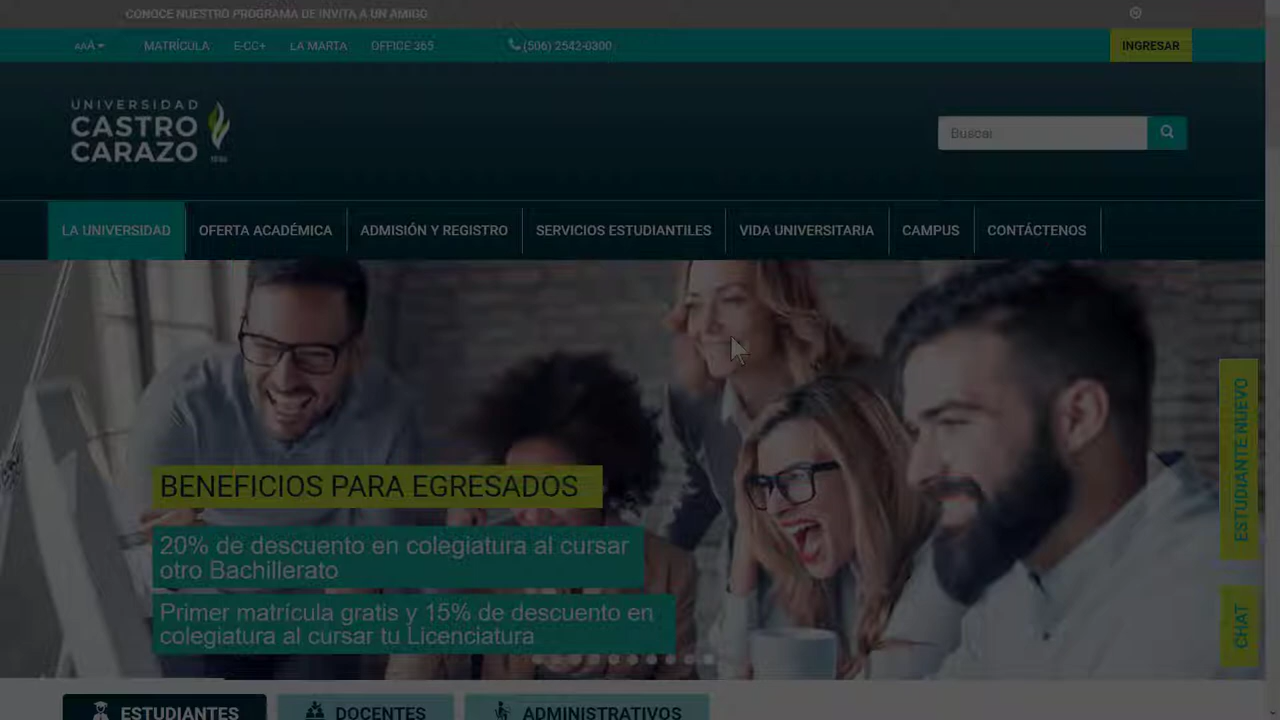 CONOCE NUESTRO PROGRAMA DE INVITA A UN AMIGO
AAA MATRÍCULA E-CC+ LA MARTA OFFICE 365 (506) 2542-0300 INGRESAR
UNIVERSIDAD
CASTRO
CARAZO
Buscar
LA UNIVERSIDAD OFERTA ACADÉMICA ADMISIÓN Y REGISTRO SERVICIOS ESTUDIANTILES VIDA UNIVERSITARIA CAMPUS CONTÁCTENOS
BENEFICIOS PARA EGRESADOS
20% de descuento en colegiatura al cursar
otro Bachillerato
Primer matrícula gratis y 15% de descuento en
colegiatura al cursar tu Licenciatura
ESTUDIANTE NUEVO
CHAT
ESTUDIANTES DOCENTES ADMINISTRATIVOS